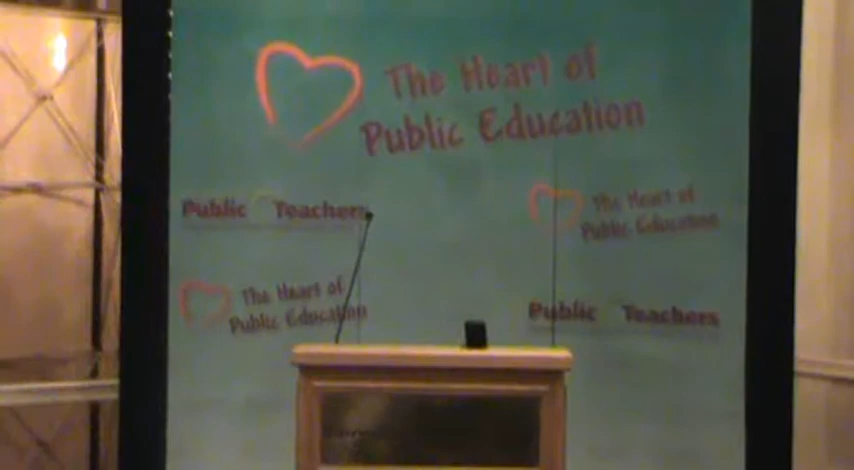 The Heart of
Public Education
Public Teachers
The Heart of
Public Education
The Heart of
Public Education
Public Teachers